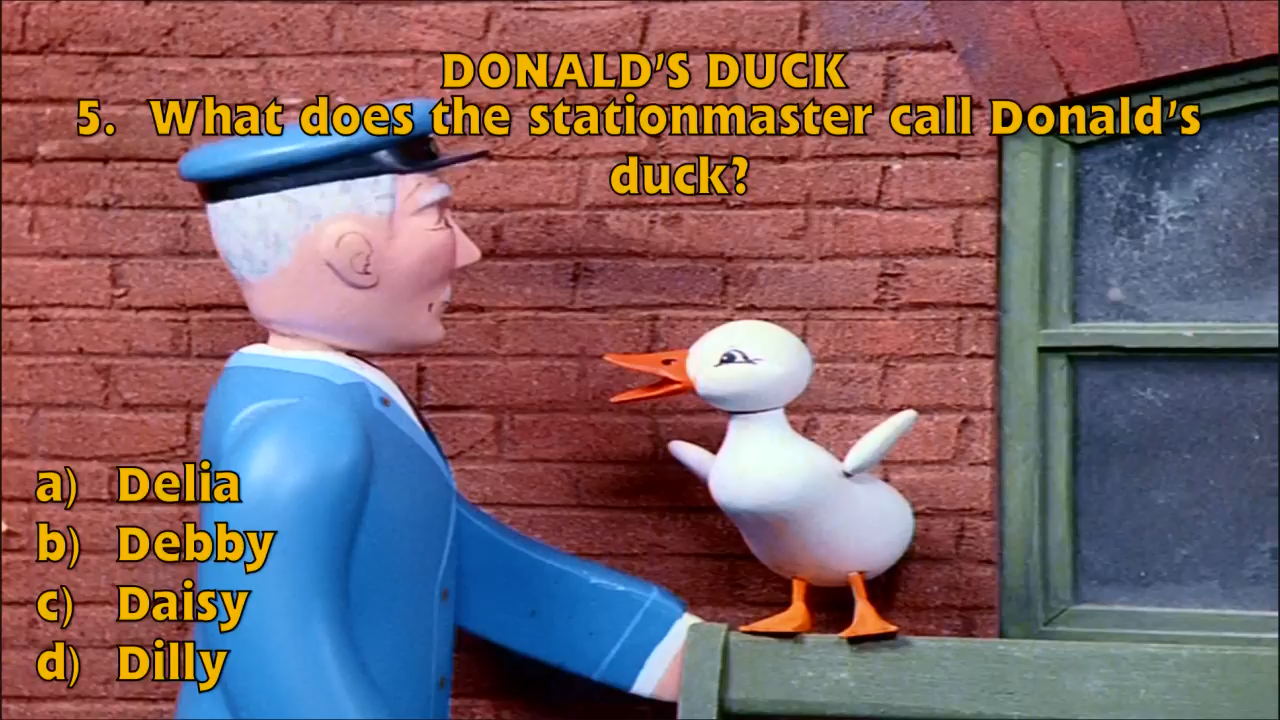 DONALD'S DUCK
5. What does the stationmaster call Donald's
duck?
a) Delia
b) Debby
c) Daisy
d) Dilly